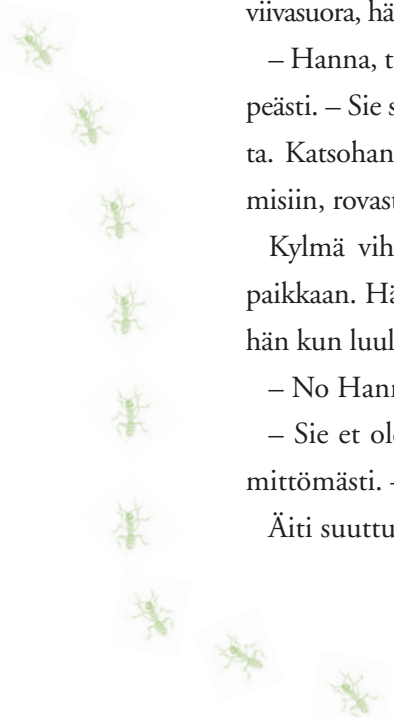 viivasuora, hä
– Hanna, t
peästi. – Sie s
ta. Katsohan
misiin, rovast
Kylmä vih
paikkaan. Hä
hän kun luul
– No Hann
– Sie et ol
mittömästi. –
Äiti suuttu